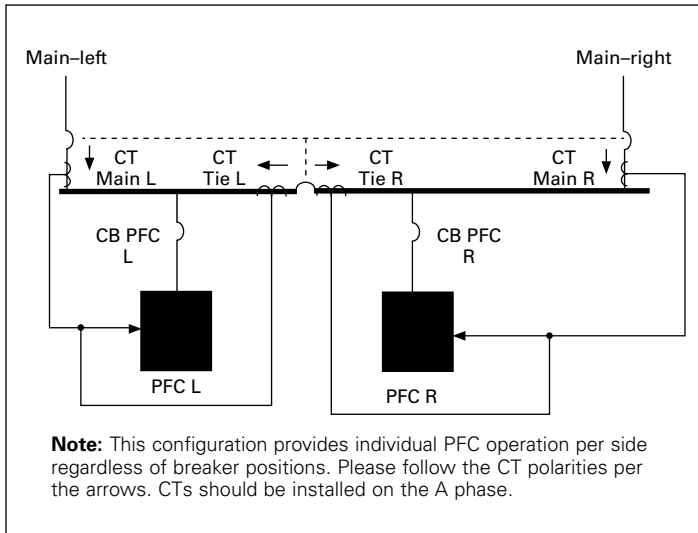 Main–left
Main–right
CT
Main L
CT
Tie L
CT
Tie R
CT
Main R
CB PFC
L
CB PFC
R
PFC L
PFC R
Note: This configuration provides individual PFC operation per side
regardless of breaker positions. Please follow the CT polarities per
the arrows. CTs should be installed on the A phase.